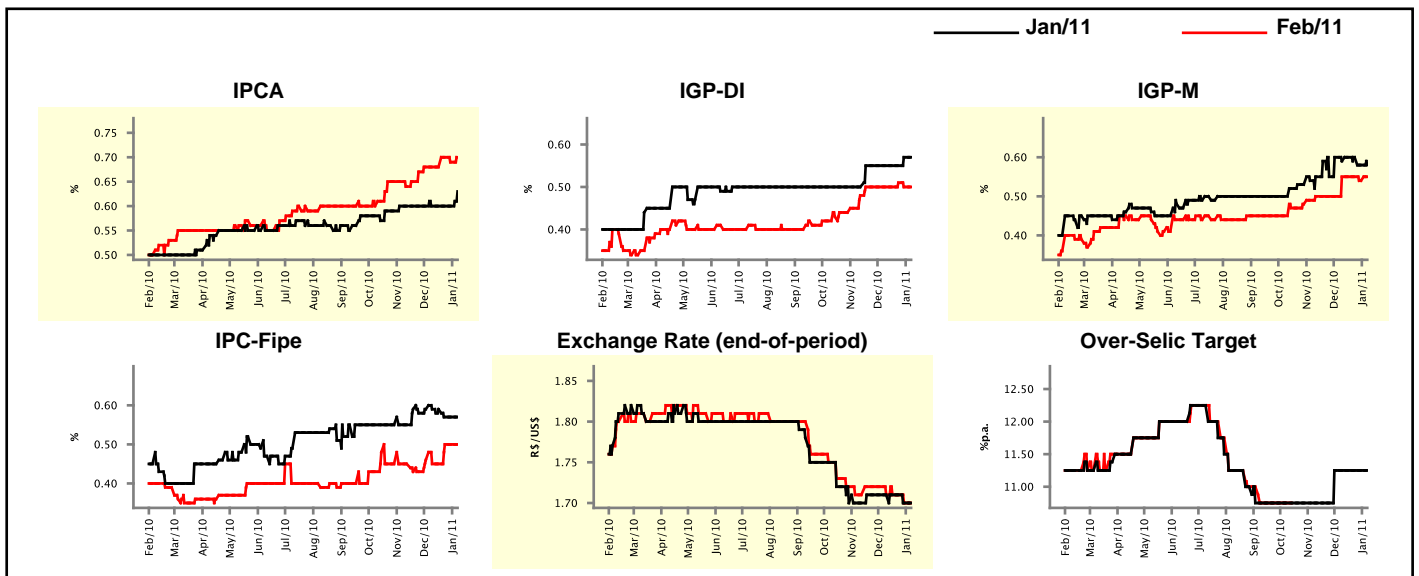 Jan/11 Feb/11
IPCA
%
0.75
0.70
0.65
0.60
0.55
0.50
Feb/10 Mar/10 Apr/10 May/10 Jun/10 Jul/10 Aug/10 Sep/10 Oct/10 Nov/10 Dec/10 Jan/11
IGP-DI
%
0.60
0.50
0.40
Feb/10 Mar/10 Apr/10 May/10 Jun/10 Jul/10 Aug/10 Sep/10 Oct/10 Nov/10 Dec/10 Jan/11
IGP-M
%
0.60
0.50
0.40
Feb/10 Mar/10 Apr/10 May/10 Jun/10 Jul/10 Aug/10 Sep/10 Oct/10 Nov/10 Dec/10 Jan/11
IPC-Fipe
%
0.60
0.50
0.40
Feb/10 Mar/10 Apr/10 May/10 Jun/10 Jul/10 Aug/10 Sep/10 Oct/10 Nov/10 Dec/10 Jan/11
Exchange Rate (end-of-period)
R$/US$
1.85
1.80
1.75
1.70
Feb/10 Mar/10 Apr/10 May/10 Jun/10 Jul/10 Aug/10 Sep/10 Oct/10 Nov/10 Dec/10 Jan/11
Over-Selic Target
%p.a.
12.50
12.00
11.50
11.00
Feb/10 Mar/10 Apr/10 May/10 Jun/10 Jul/10 Aug/10 Sep/10 Oct/10 Nov/10 Dec/10 Jan/11